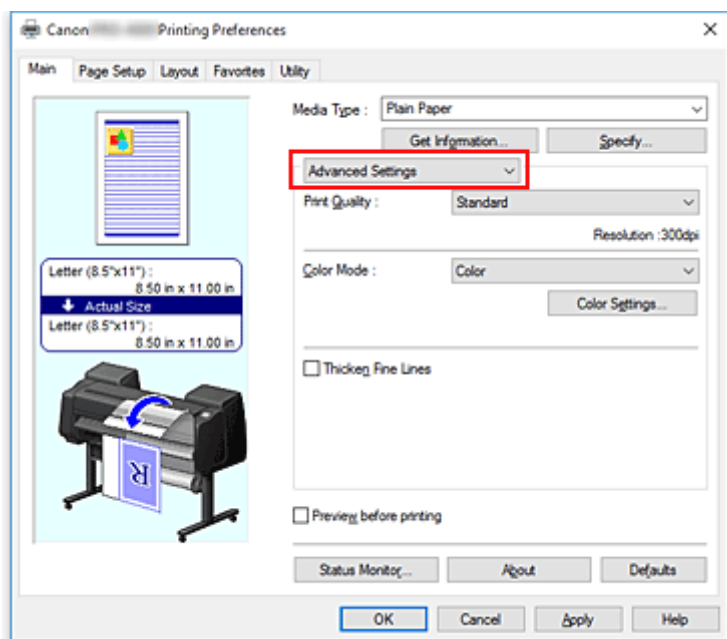 Canon Printing Preferences
Main Page Setup Layout Favorites Utility
Media Type : Plain Paper
Get Information... Specify...
Advanced Settings
Print Quality : Standard
Resolution :300dpi
Letter (8.5"x11") :
8.50 in x 11.00 in
Actual Size
Letter (8.5"x11") :
8.50 in x 11.00 in
Color Mode : Color
Color Settings...
Thicken Fine Lines
R
Preview before printing
Status Monitor... About Defaults
OK Cancel Apply Help